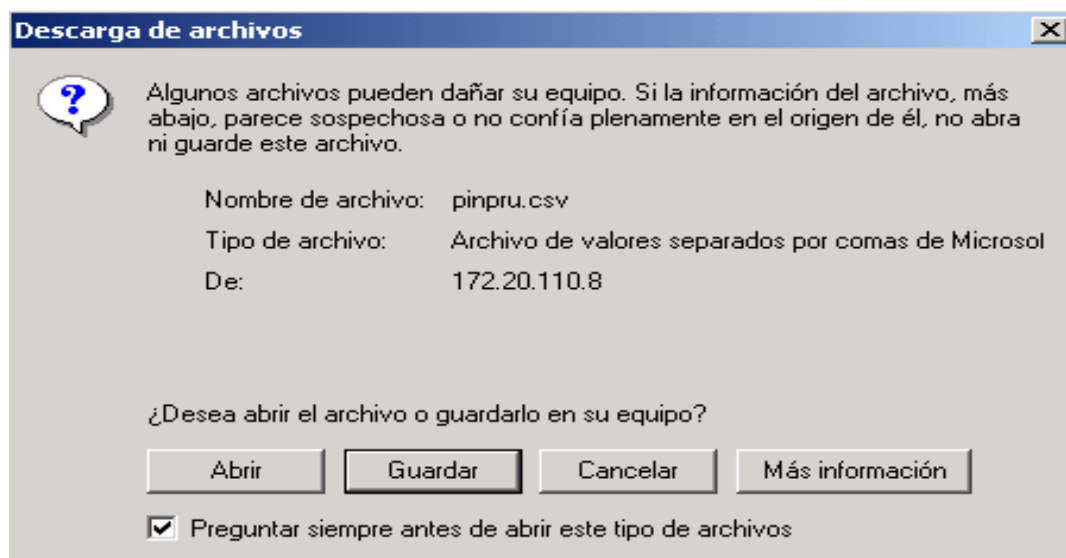 Descarga de archivos
Algunos archivos pueden dañar su equipo. Si la información del archivo, más
abajo, parece sospechosa o no confía plenamente en el origen de él, no abra
ni guarde este archivo.
Nombre de archivo: pinpru.csv
Tipo de archivo: Archivo de valores separados por comas de Microsof
De: 172.20.110.8
¿Desea abrir el archivo o guardarlo en su equipo?
Abrir Guardar Cancelar Más información
Preguntar siempre antes de abrir este tipo de archivos